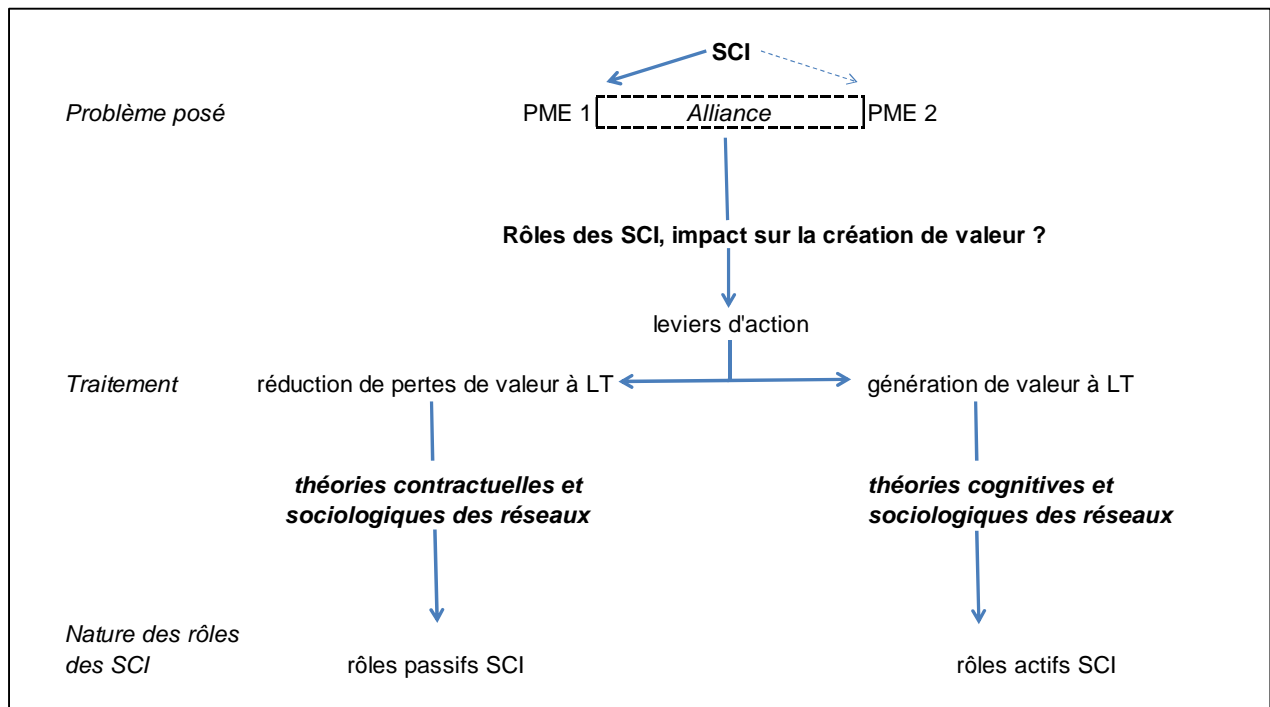 SCI
Problème posé
PME 1 Alliance PME 2
Rôles des SCI, impact sur la création de valeur ?
leviers d'action
Traitement
réduction de pertes de valeur à LT
génération de valeur à LT
théories contractuelles et
sociologiques des réseaux
théories cognitives et
sociologiques des réseaux
Nature des rôles
des SCI
rôles passifs SCI
rôles actifs SCI